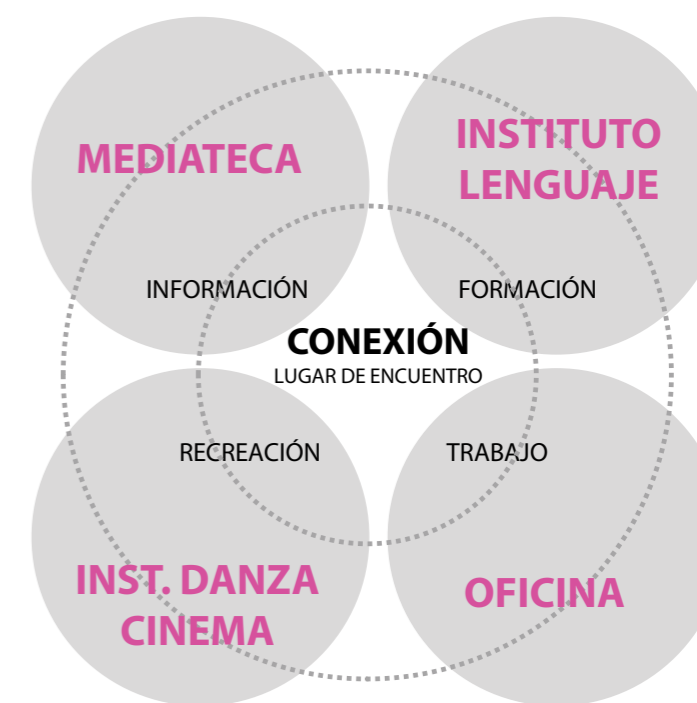 MEDIATECA
INSTITUTO
LENGUAJE
INFORMACIÓN
FORMACIÓN
CONEXIÓN
LUGAR DE ENCUENTRO
RECREACIÓN
TRABAJO
INST. DANZA
CINEMA
OFICINA